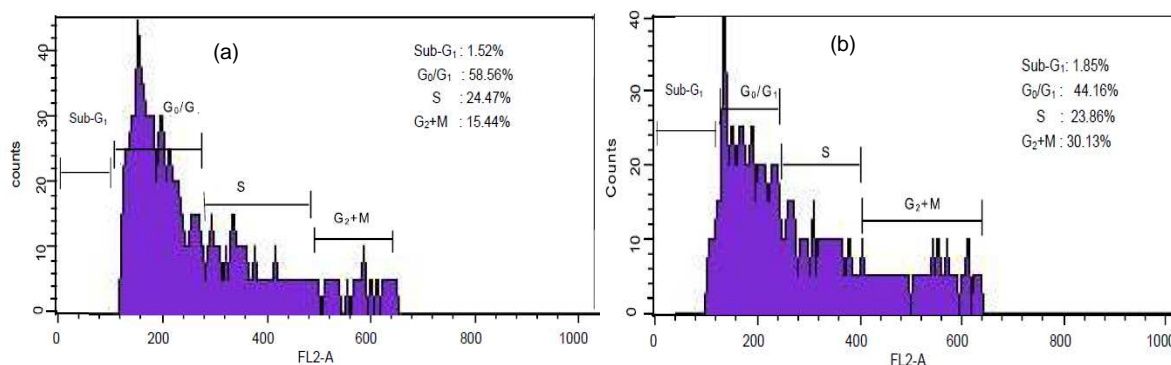 (a)
Sub-G₁ : 1.52%
G₀/G₁ : 58.56%
S : 24.47%
G₂+M : 15.44%
Sub-G₁
G₀/G₁
S
G₂+M
counts
0
10
20
30
40
0
200
400
600
800
1000
FL2-A
(b)
Sub-G₁: 1.85%
G₀/G₁: 44.16%
S : 23.86%
G₂+M : 30.13%
Sub-G₁
G₀/G₁
S
G₂+M
counts
0
10
20
30
40
0
200
400
600
800
1000
FL2-A